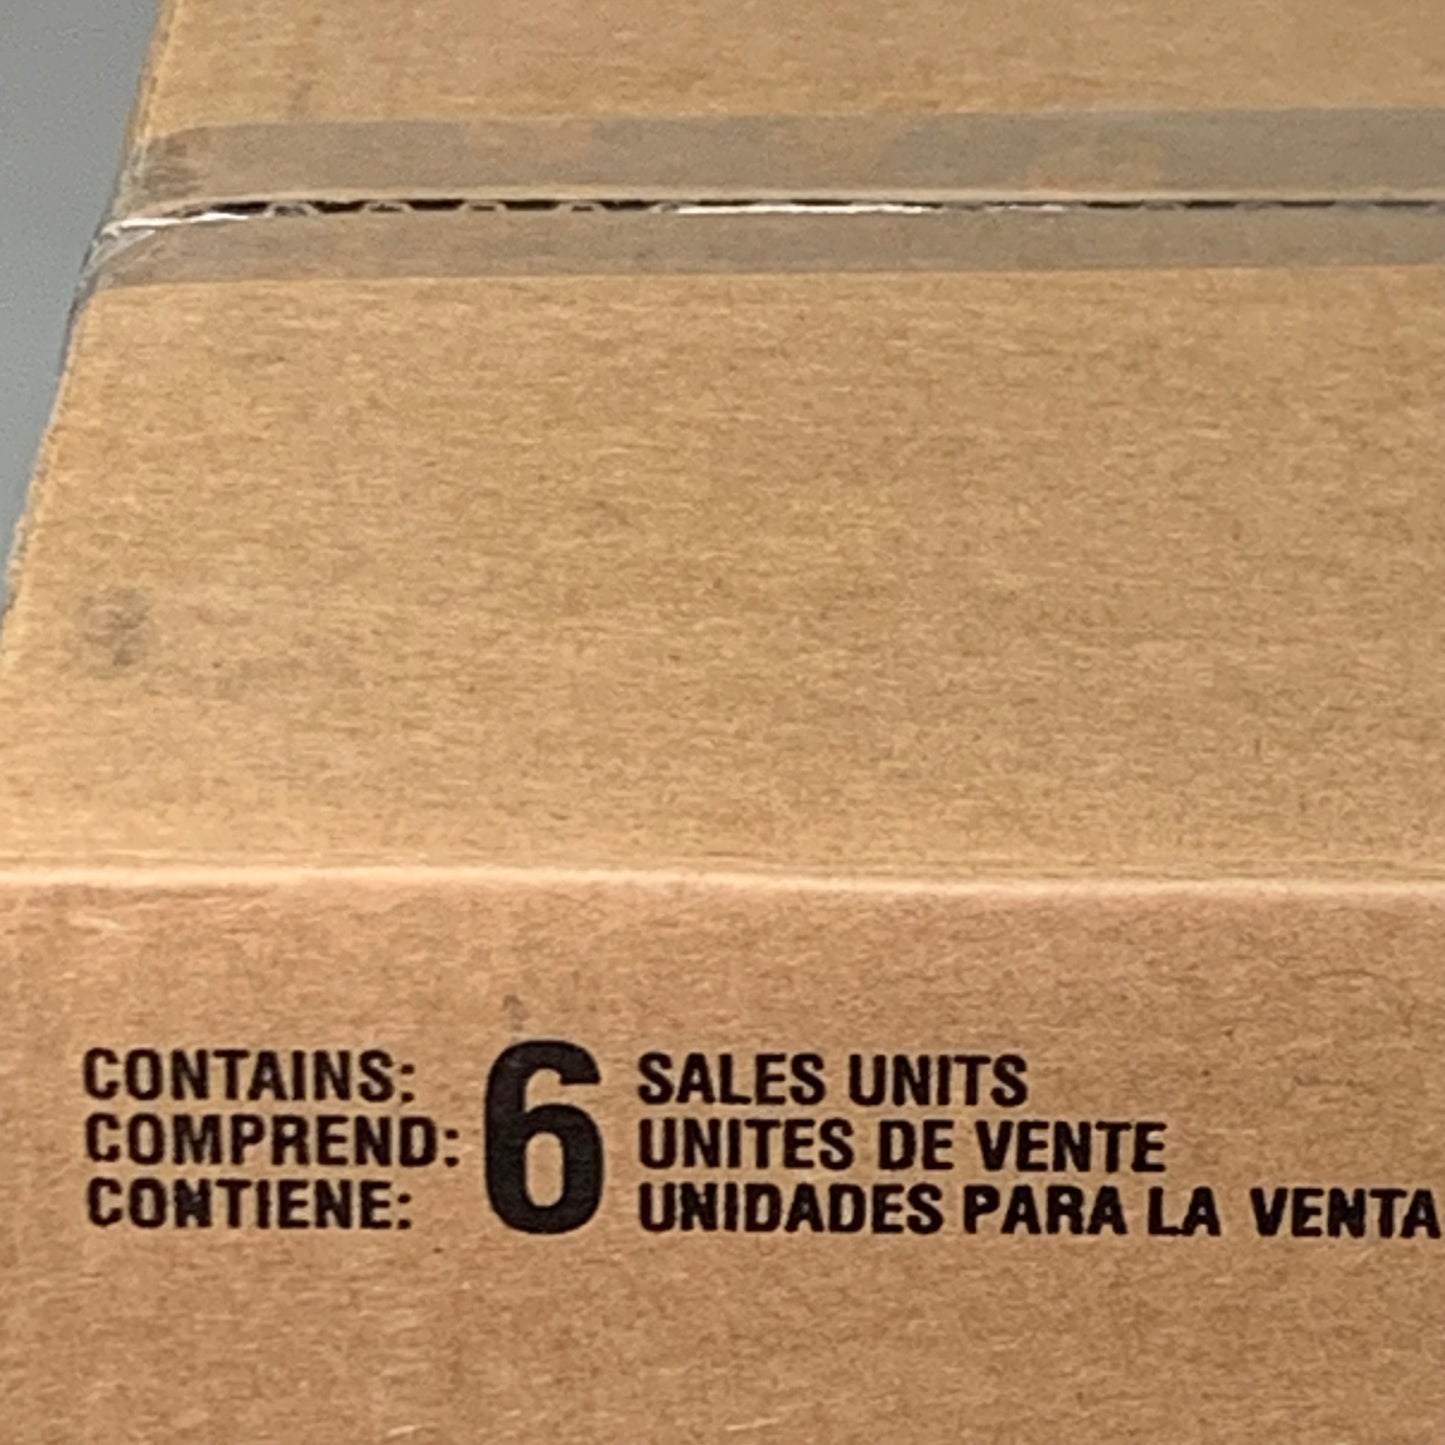 CONTAINS: 6 SALES UNITS
COMPREND: UNITES DE VENTE
CONTIENE: UNIDADES PARA LA VENTA